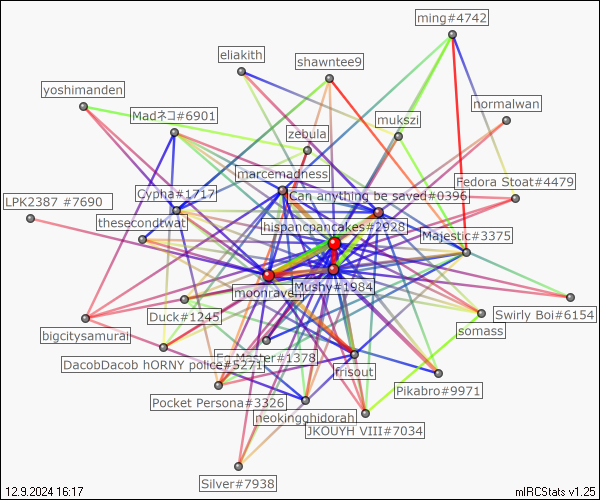 ming#4742
eliakith
shawntee9
yoshimanden
normalwan
Madネコ#6901
mukszi
zebula
marcemadness
Fedora Stoat#4479
Cypha#1717
Can anything be saved#0396
LPK2387 #7690
thesecondtwat
hispancpancakes#2928
Majestic#3375
moonraven
Mushy#1984
Duck#1245
Swirly Boi#6154
bigcitysamurai
somass
Master#1378
DacobDacob hORNY police#5271
frisout
Pikabro#9971
Pocket Persona#3326
neokingghidorah
JKOUYH VIII#7034
Silver#7938
12.9.2024 16:17
mIRCStats v1.25